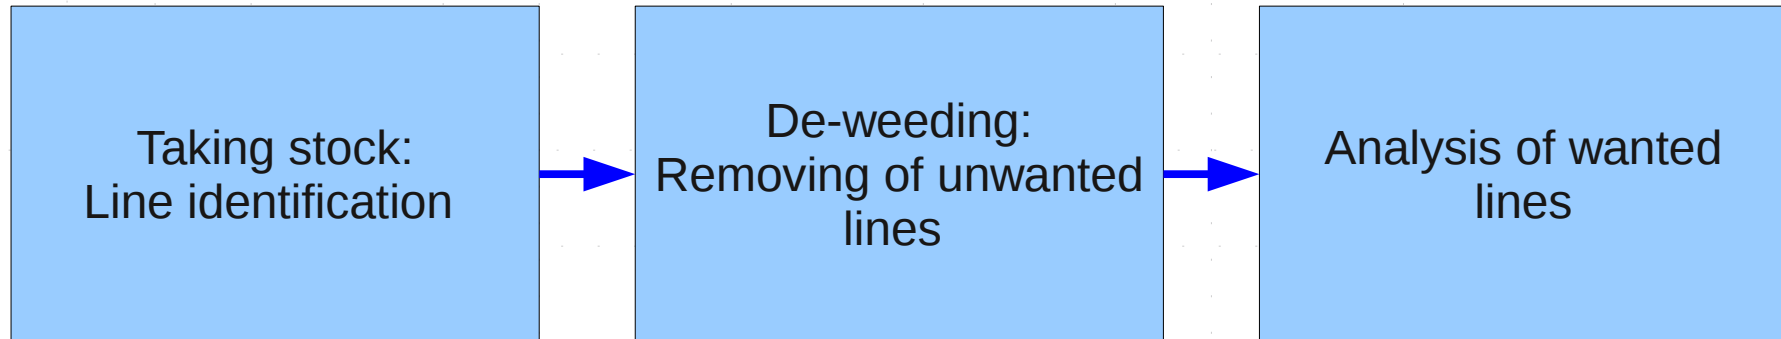 Taking stock:
Line identification
De-weeding:
Removing of unwanted
lines
Analysis of wanted
lines